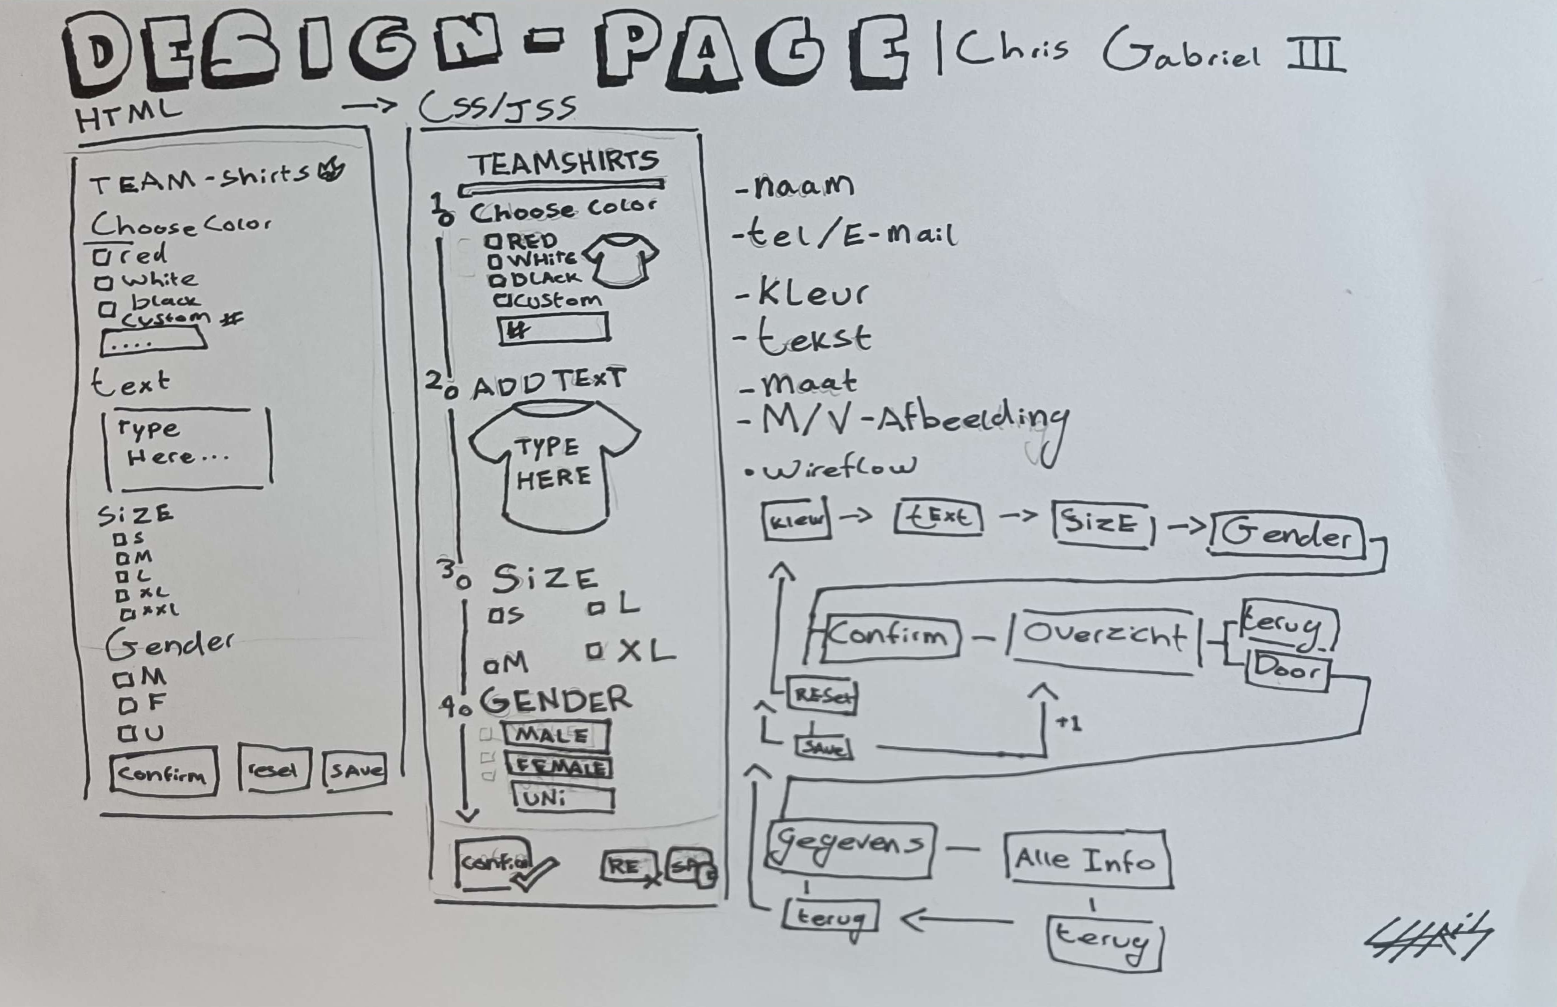 DESIGN-PAGE | Chris Gabriel III
HTML → CSS/JSS
TEAM-Shirts
Choose Color
red
White
black
Custom #
....
text
Type
Here...
SiZE
S
M
L
XL
XXL
Gender
M
F
U
Confirm reset SAve
TEAMSHIRTS
1. Choose Color
RED
WHitE
BLAcK
Custom
#
2. ADD TExT
TYPE
HERE
3. SiZE
S L
M XL
4. GENDER
MALE
FEMALE
UNi
RE
-naam
-tel/E-mail
-Kleur
-tekst
-maat
-M/V-Afbeelding
•wireflow
Kleur → tExt → SizE → Gender
Confirm - Overzicht
terug
Door
RESet
SAve +1
Gegevens - Alle Info
terug ← terug
CHRis